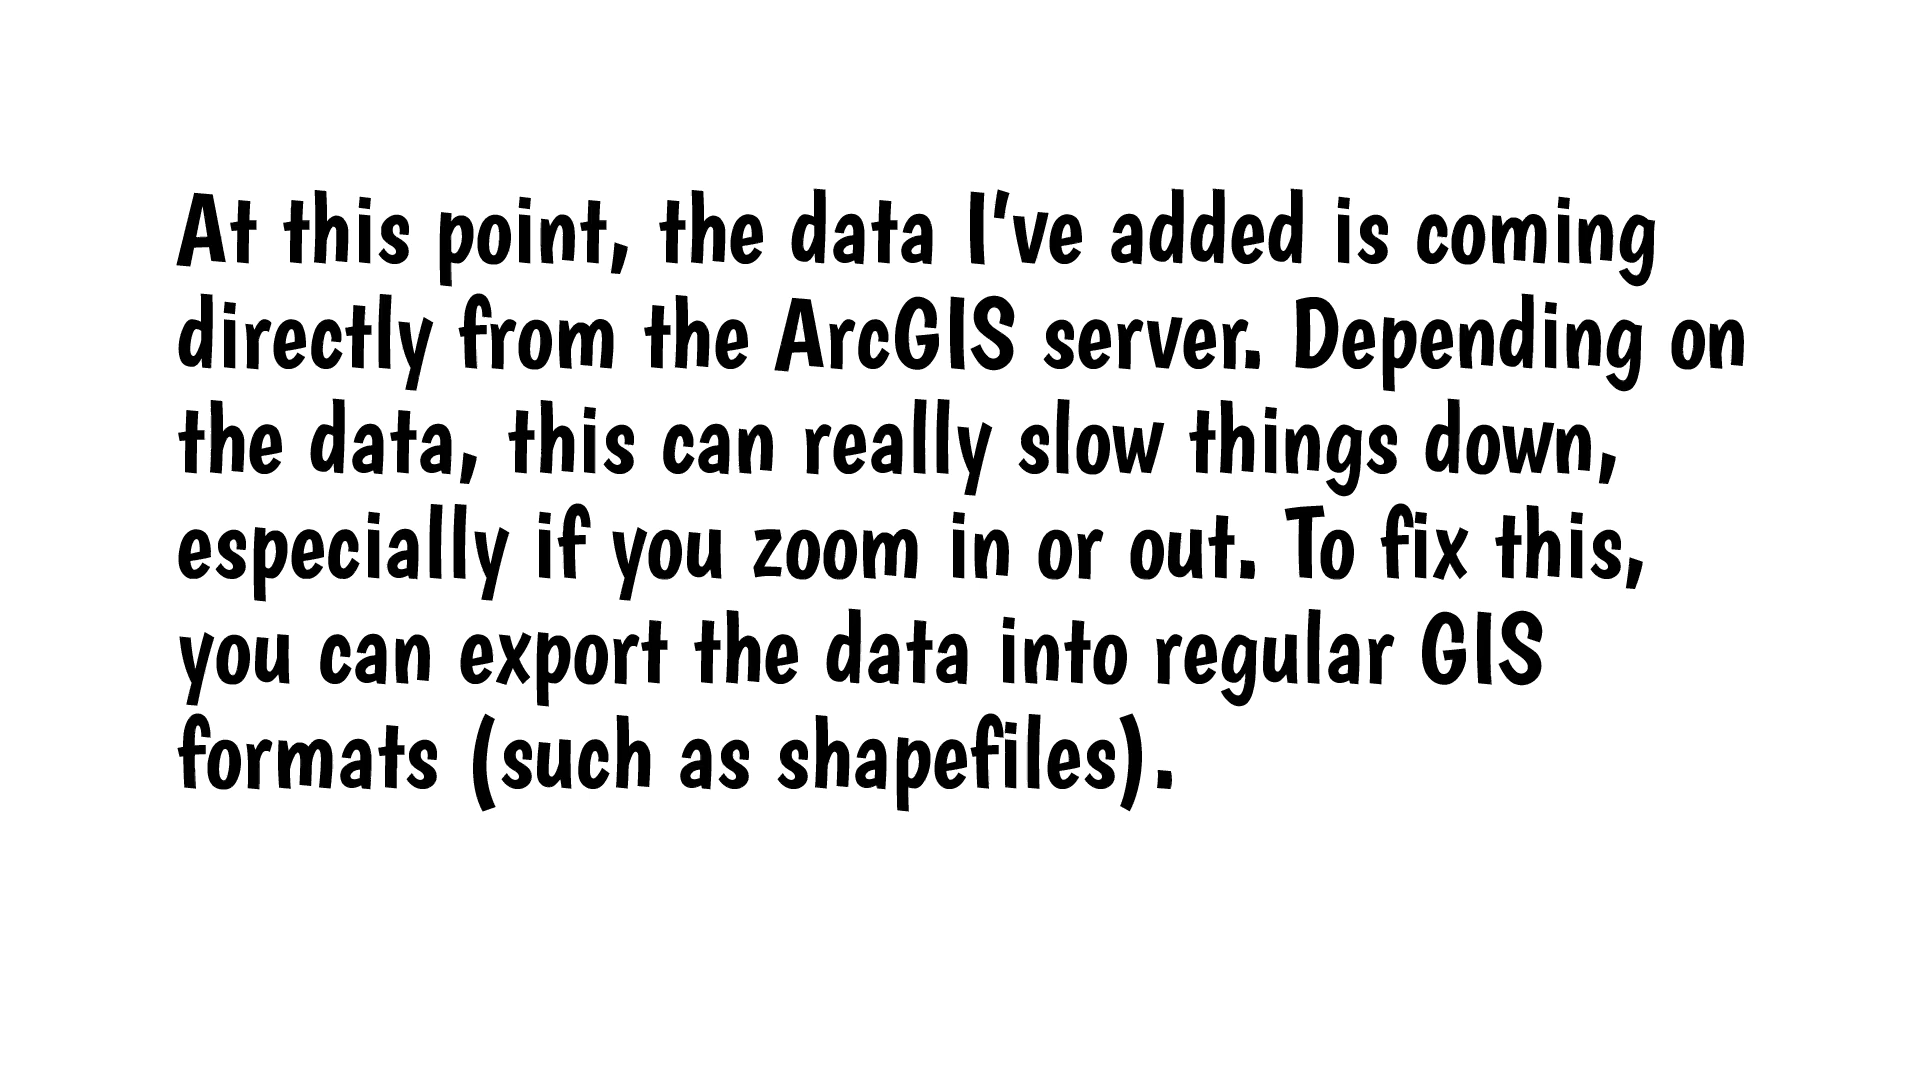 At this point, the data I've added is coming
directly from the ArcGIS server. Depending on
the data, this can really slow things down,
especially if you zoom in or out. To fix this,
you can export the data into regular GIS
formats (such as shapefiles).